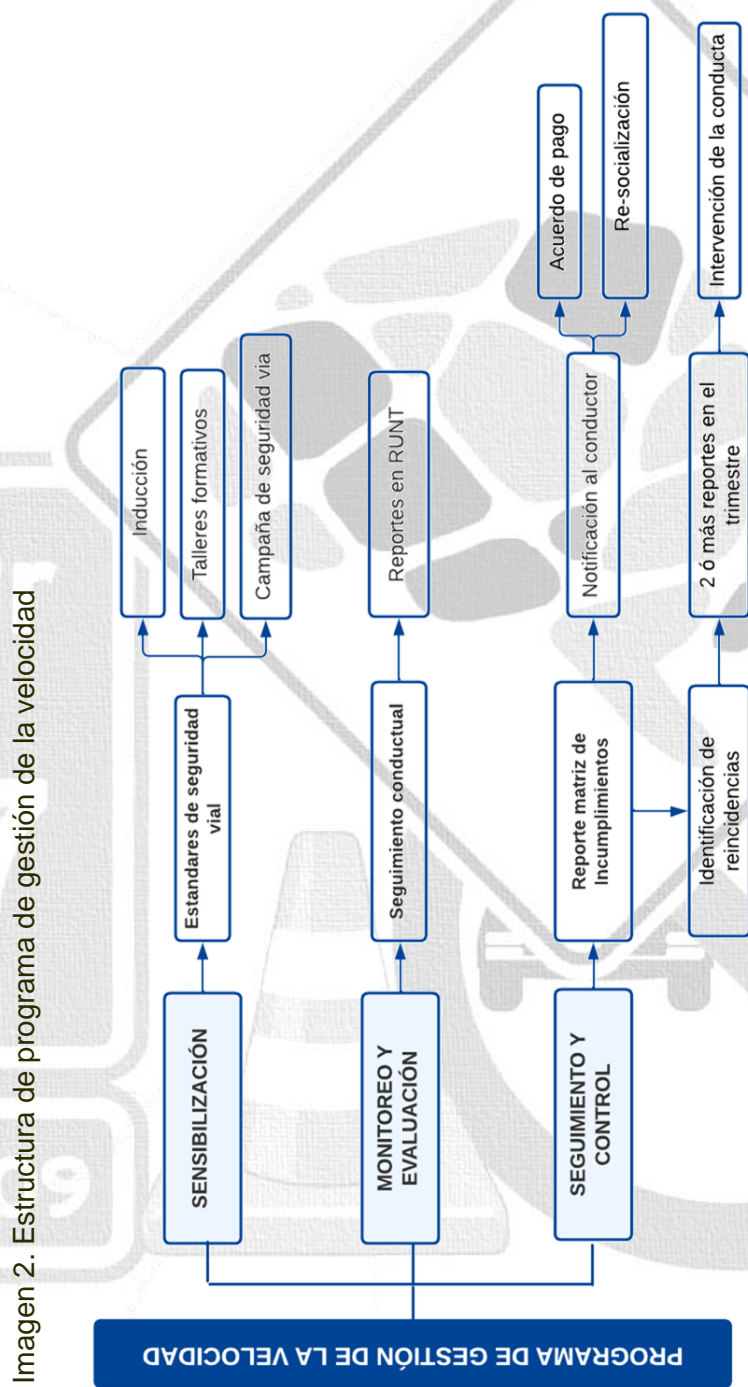 Imagen 2. Estructura de programa de gestión de la velocidad
PROGRAMA DE GESTIÓN DE LA VELOCIDAD
SENSIBILIZACIÓN
Estandares de seguridad
vial
Inducción
Talleres formativos
Campaña de seguridad via
MONITOREO Y
EVALUACIÓN
Seguimiento conductual
Reportes en RUNT
SEGUIMIENTO Y
CONTROL
Reporte matriz de
Incumplimientos
Notificación al conductor
Acuerdo de pago
Re-socialización
Identificación de
reincidencias
2 ó más reportes en el
trimestre
Intervención de la conducta